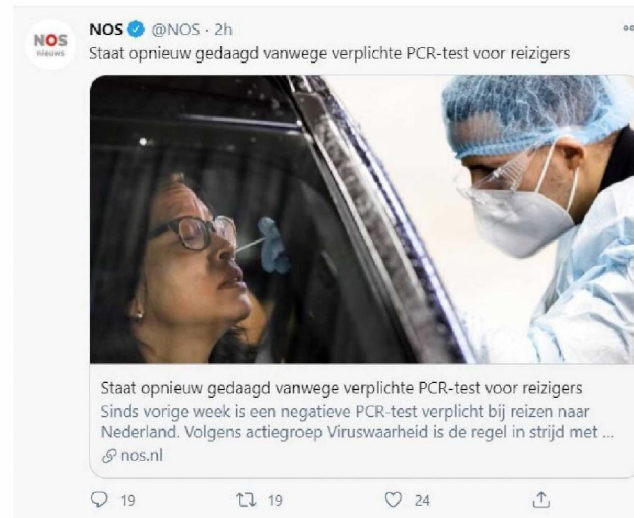 NOS
nieuws
NOS @NOS · 2h
Staat opnieuw gedaagd vanwege verplichte PCR-test voor reizigers
Staat opnieuw gedaagd vanwege verplichte PCR-test voor reizigers
Sinds vorige week is een negatieve PCR-test verplicht bij reizen naar
Nederland. Volgens actiegroep Viruswaarheid is de regel in strijd met ...
nos.nl
19 19 24